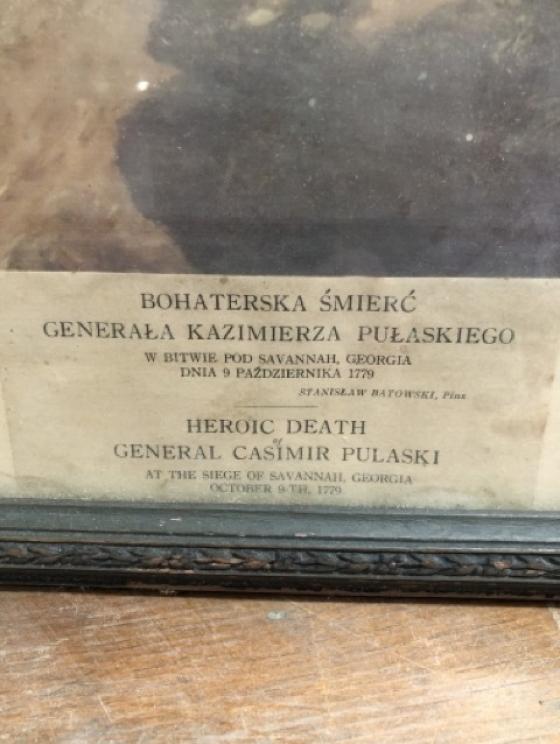 BOHATERSKA ŚMIERĆ
GENERAŁA KAZIMIERZA PUŁASKIEGO
W BITWIE POD SAVANNAH, GEORGIA
DNIA 9 PAŹDZIERNIKA 1779
STANISŁAW BATOWSKI, Pinx
HEROIC DEATH
of
GENERAL CASIMIR PULASKI
AT THE SIEGE OF SAVANNAH, GEORGIA
OCTOBER 9-TH, 1779